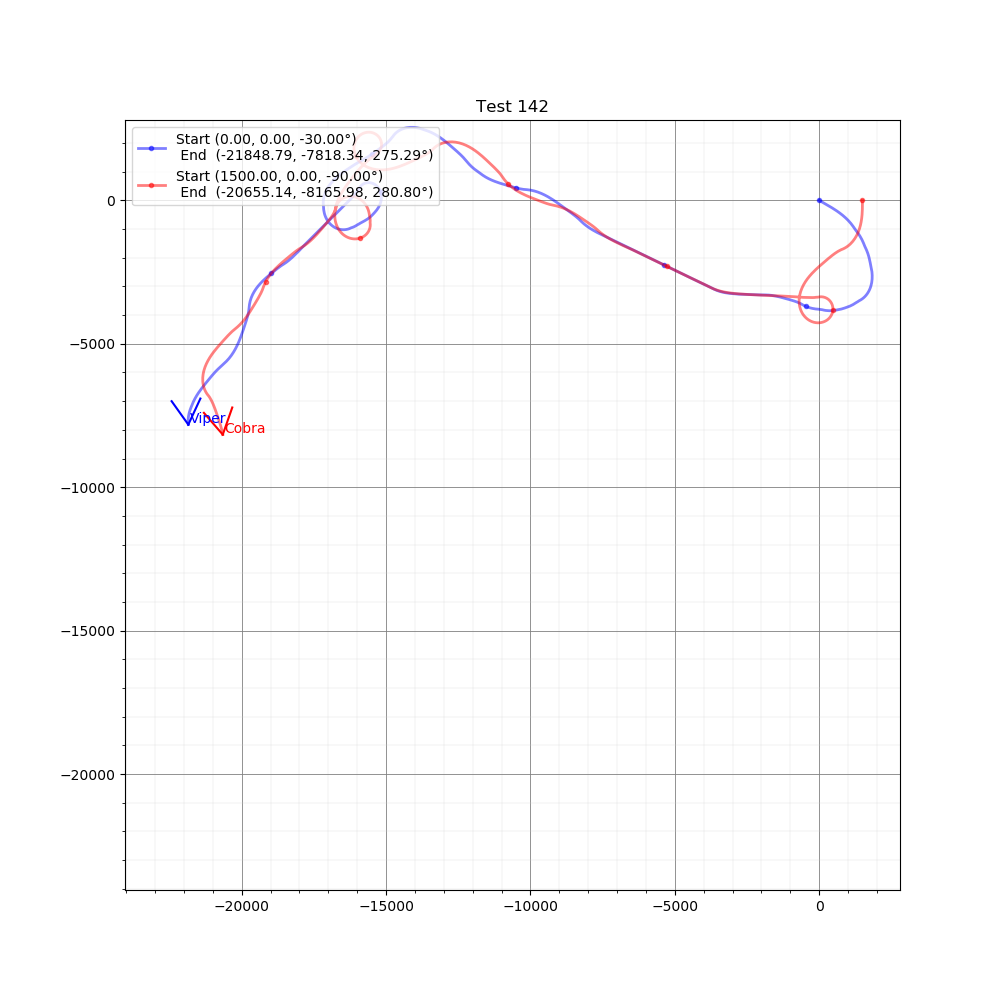 Test 142
Start (0.00, 0.00, -30.00°)
End (-21848.79, -7818.34, 275.29°)
Start (1500.00, 0.00, -90.00°)
End (-20655.14, -8165.98, 280.80°)
0
−5000
−10000
−15000
−20000
Viper
Cobra
−20000
−15000
−10000
−5000
0